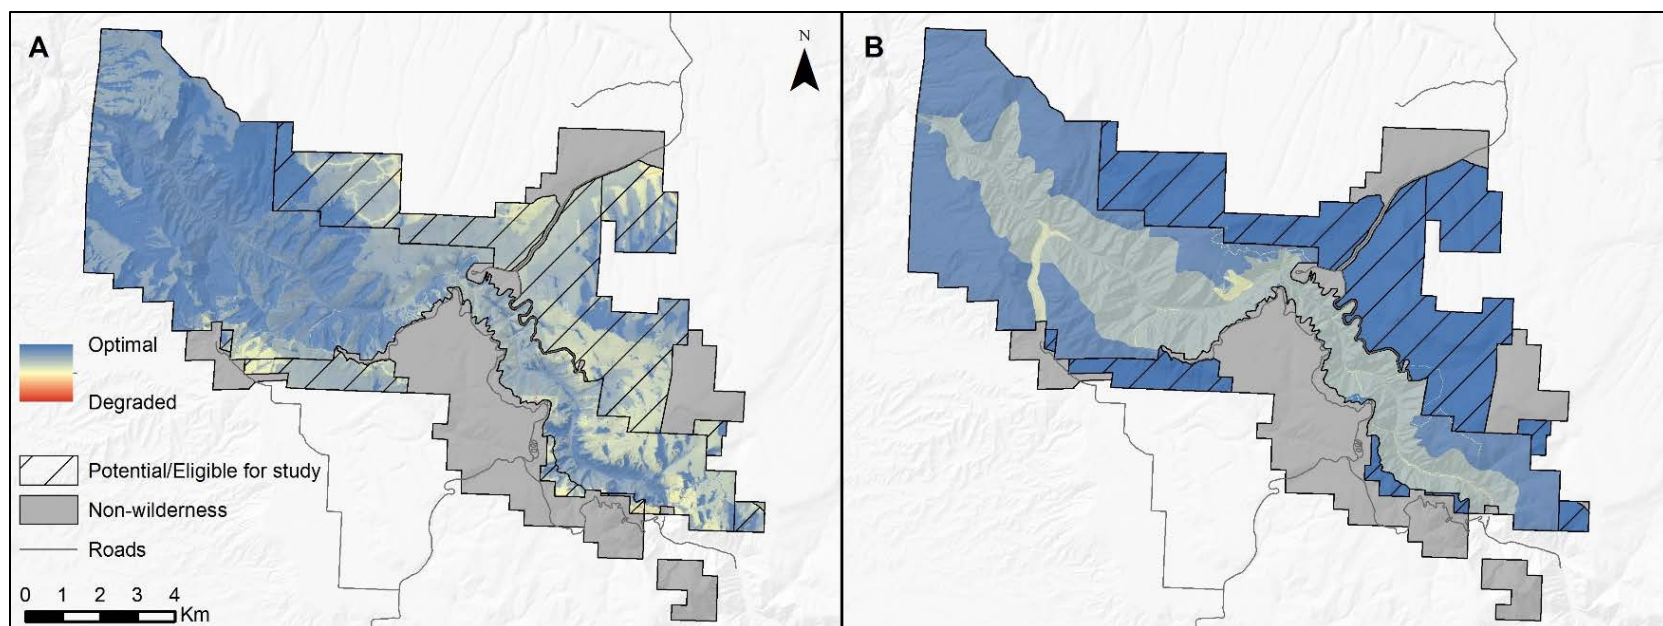 A
N
B
Optimal
Degraded
Potential/Eligible for study
Non-wilderness
Roads
0 1 2 3 4
Km